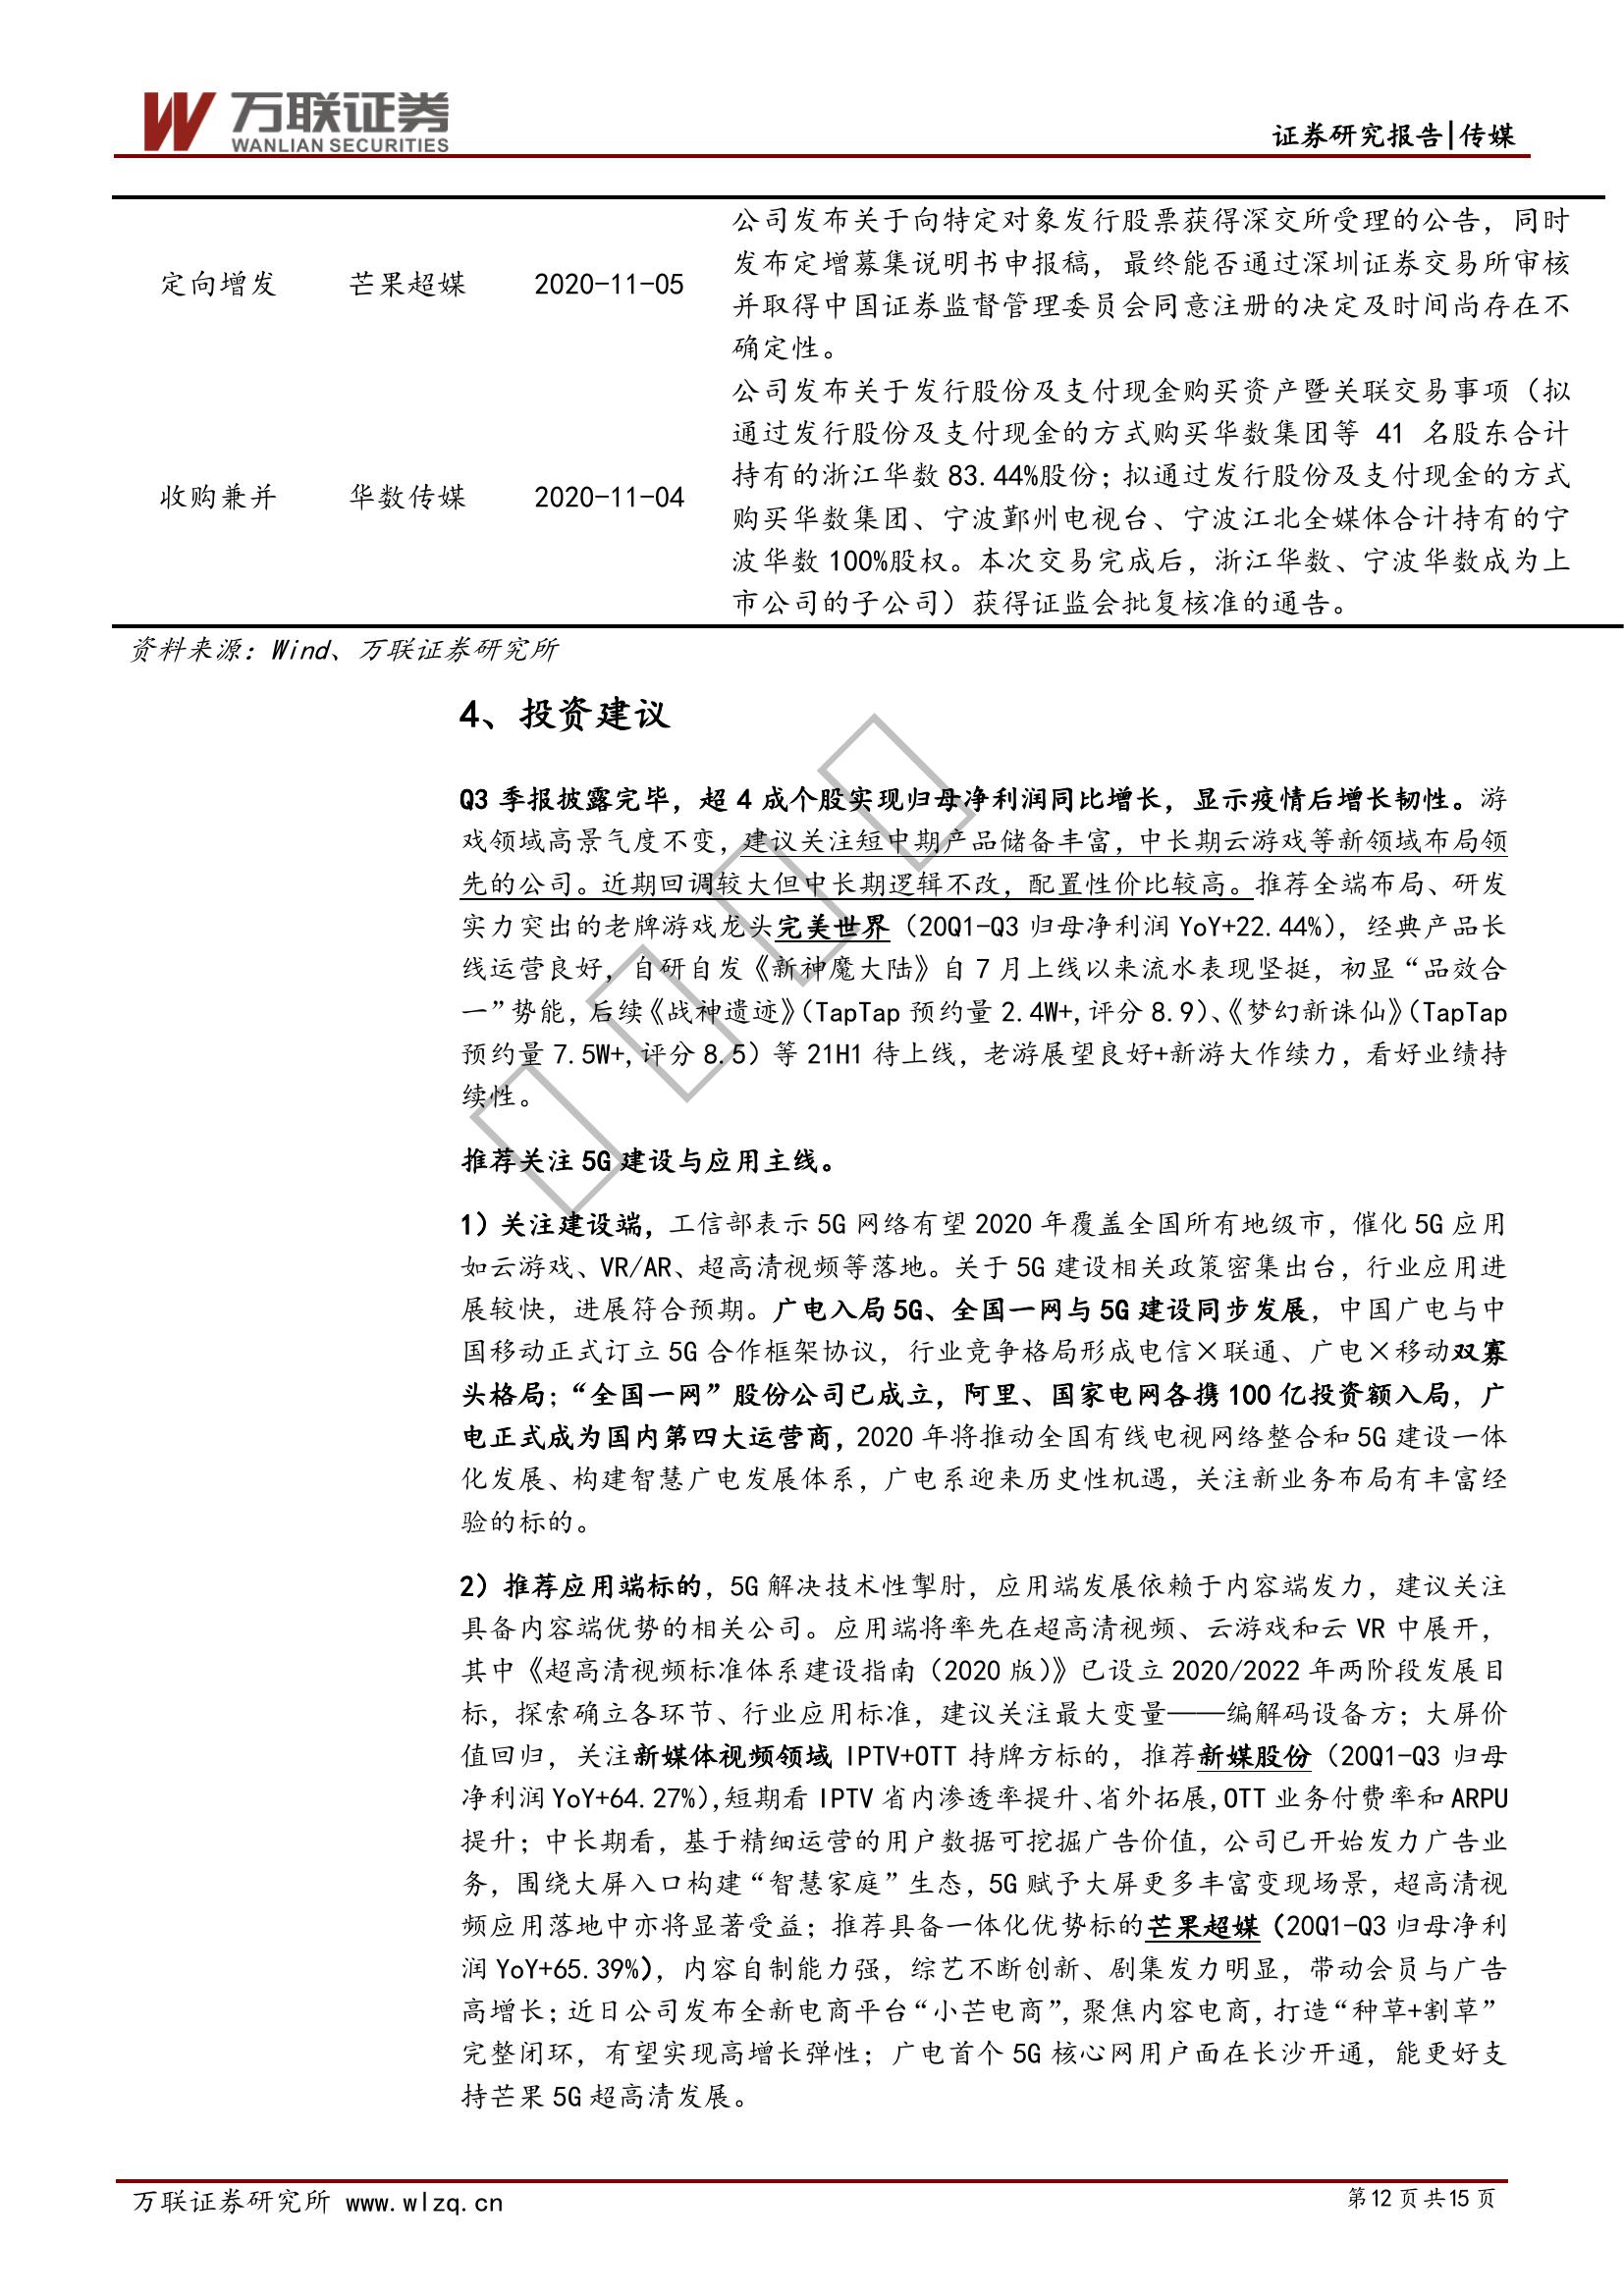 万联证券
WANLIAN SECURITIES
证券研究报告|传媒
公司发布关于向特定对象发行股票获得深交所受理的公告，同时
发布定增募集说明书申报稿，最终能否通过深圳证券交易所审核
定向增发 芒果超媒 2020-11-05
并取得中国证券监督管理委员会同意注册的决定及时间尚存在不
确定性。
公司发布关于发行股份及支付现金购买资产暨关联交易事项（拟
通过发行股份及支付现金的方式购买华数集团等 41 名股东合计
持有的浙江华数 83.44%股份；拟通过发行股份及支付现金的方式
收购兼并 华数传媒 2020-11-04
购买华数集团、宁波鄞州电视台、宁波江北全媒体合计持有的宁
波华数 100%股权。本次交易完成后，浙江华数、宁波华数成为上
市公司的子公司）获得证监会批复核准的通告。
资料来源：Wind、万联证券研究所
4、投资建议
Q3 季报披露完毕，超 4 成个股实现归母净利润同比增长，显示疫情后增长韧性。游
戏领域高景气度不变，建议关注短中期产品储备丰富，中长期云游戏等新领域布局领
先的公司。近期回调较大但中长期逻辑不改，配置性价比较高。推荐全端布局、研发
实力突出的老牌游戏龙头完美世界（20Q1-Q3 归母净利润 YoY+22.44%），经典产品长
线运营良好，自研自发《新神魔大陆》自 7 月上线以来流水表现坚挺，初显“品效合
一”势能，后续《战神遗迹》（TapTap 预约量 2.4W+,评分 8.9）、《梦幻新诛仙》（TapTap
预约量 7.5W+,评分 8.5）等 21H1 待上线，老游展望良好+新游大作续力，看好业绩持
续性。
推荐关注 5G 建设与应用主线。
1）关注建设端，工信部表示 5G 网络有望 2020 年覆盖全国所有地级市，催化 5G 应用
如云游戏、VR/AR、超高清视频等落地。关于 5G 建设相关政策密集出台，行业应用进
展较快，进展符合预期。广电入局 5G、全国一网与 5G 建设同步发展，中国广电与中
国移动正式订立 5G 合作框架协议，行业竞争格局形成电信×联通、广电×移动双寡
头格局；“全国一网”股份公司已成立，阿里、国家电网各携 100 亿投资额入局，广
电正式成为国内第四大运营商，2020 年将推动全国有线电视网络整合和 5G 建设一体
化发展、构建智慧广电发展体系，广电系迎来历史性机遇，关注新业务布局有丰富经
验的标的。
2）推荐应用端标的，5G 解决技术性掣肘，应用端发展依赖于内容端发力，建议关注
具备内容端优势的相关公司。应用端将率先在超高清视频、云游戏和云 VR 中展开，
其中《超高清视频标准体系建设指南（2020 版）》已设立 2020/2022 年两阶段发展目
标，探索确立各环节、行业应用标准，建议关注最大变量——编解码设备方；大屏价
值回归，关注新媒体视频领域 IPTV+OTT 持牌方标的，推荐新媒股份（20Q1-Q3 归母
净利润 YoY+64.27%），短期看 IPTV 省内渗透率提升、省外拓展，OTT 业务付费率和 ARPU
提升；中长期看，基于精细运营的用户数据可挖掘广告价值，公司已开始发力广告业
务，围绕大屏入口构建“智慧家庭”生态，5G 赋予大屏更多丰富变现场景，超高清视
频应用落地中亦将显著受益；推荐具备一体化优势标的芒果超媒（20Q1-Q3 归母净利
润 YoY+65.39%），内容自制能力强，综艺不断创新、剧集发力明显，带动会员与广告
高增长；近日公司发布全新电商平台“小芒电商”，聚焦内容电商，打造“种草+割草”
完整闭环，有望实现高增长弹性；广电首个 5G 核心网用户面在长沙开通，能更好支
持芒果 5G 超高清发展。
万联证券研究所 www.wlzq.cn
第12 页 共15 页